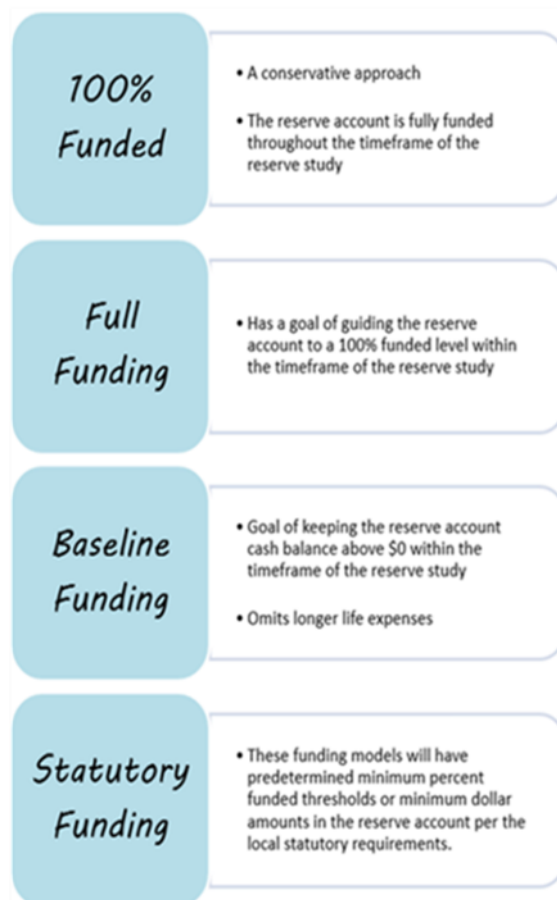 100%
Funded
• A conservative approach
• The reserve account is fully funded
throughout the timeframe of the
reserve study
Full
Funding
• Has a goal of guiding the reserve
account to a 100% funded level within
the timeframe of the reserve study
Baseline
Funding
• Goal of keeping the reserve account
cash balance above $0 within the
timeframe of the reserve study
• Omits longer life expenses
Statutory
Funding
• These funding models will have
predetermined minimum percent
funded thresholds or minimum dollar
amounts in the reserve account per the
local statutory requirements.